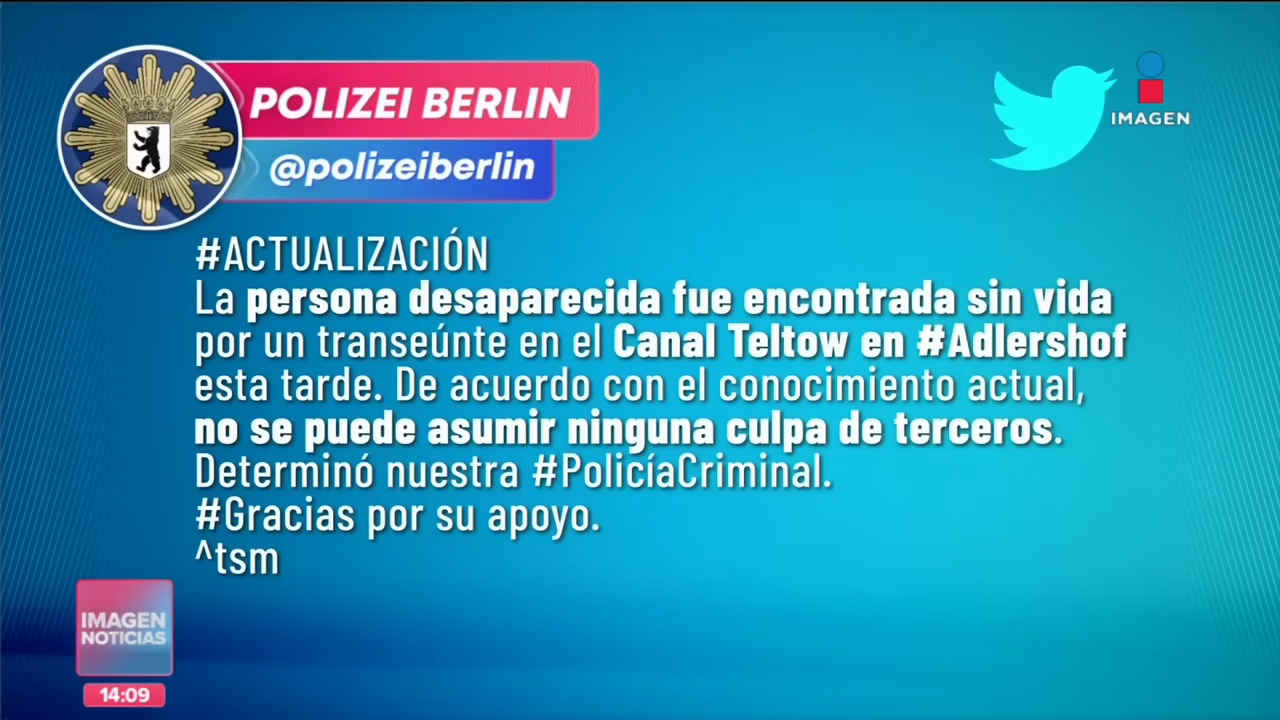 POLIZEI BERLIN
@polizeiberlin
IMAGEN
#ACTUALIZACIÓN
La persona desaparecida fue encontrada sin vida
por un transeúnte en el Canal Teltow en #Adlershof
esta tarde. De acuerdo con el conocimiento actual,
no se puede asumir ninguna culpa de terceros.
Determinó nuestra #PolicíaCriminal.
#Gracias por su apoyo.
^tsm
IMAGEN
NOTICIAS
14:09